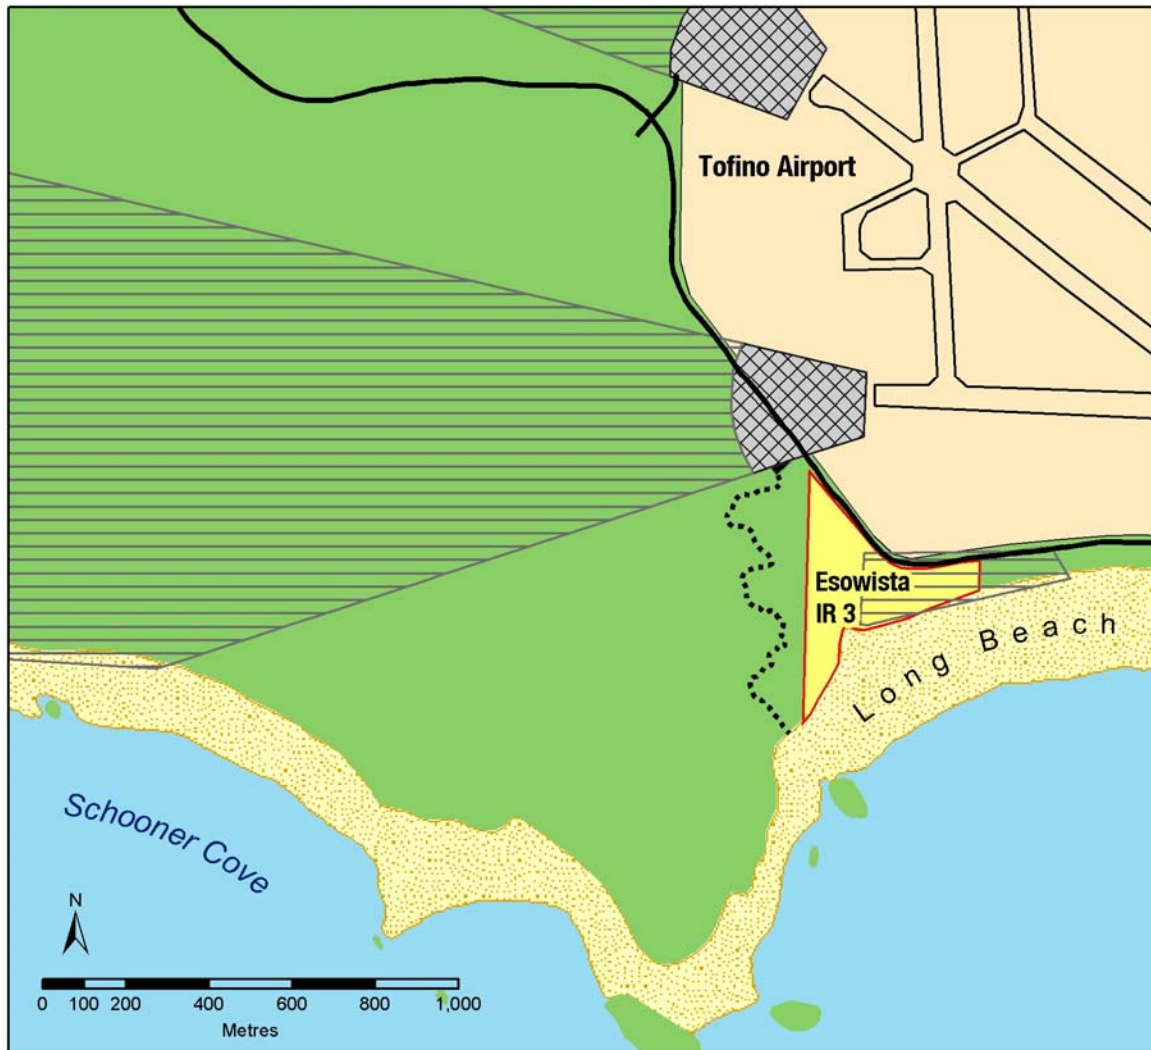 Tofino Airport
Esowista
IR 3
Long Beach
Schooner Cove
N
0 100 200 400 600 800 1,000
Metres